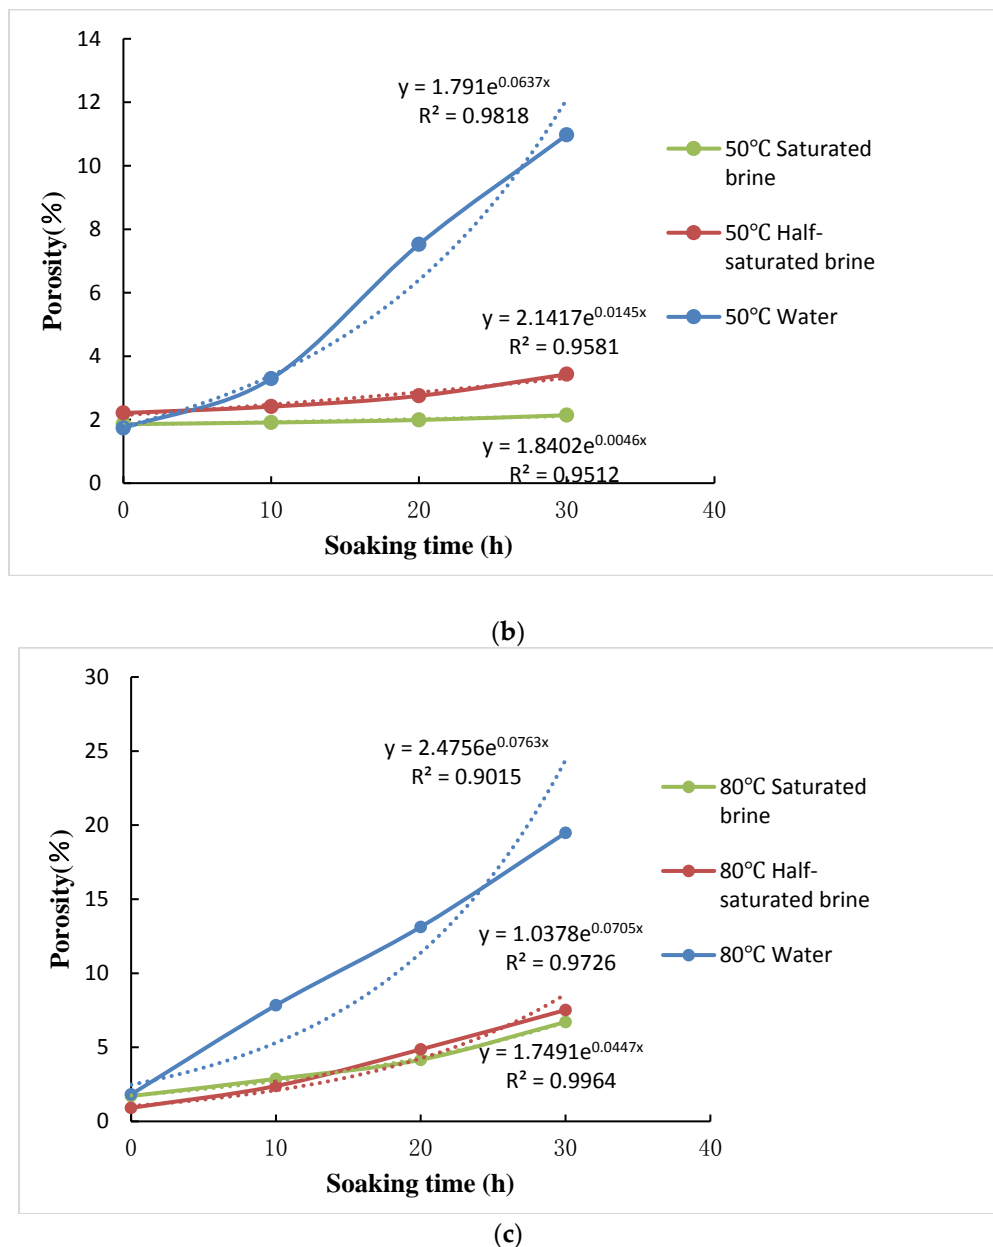 14
12
10
8
6
4
2
0
0
10
20
30
40
Porosity(%)
Soaking time (h)
y = 1.791e^0.0637x
R² = 0.9818
y = 2.1417e^0.0145x
R² = 0.9581
y = 1.8402e^0.0046x
R² = 0.9512
50℃ Saturated
brine
50℃ Half-
saturated brine
50℃ Water
(b)
30
25
20
15
10
5
0
0
10
20
30
40
Porosity(%)
Soaking time (h)
y = 2.4756e^0.0763x
R² = 0.9015
y = 1.0378e^0.0705x
R² = 0.9726
y = 1.7491e^0.0447x
R² = 0.9964
80℃ Saturated
brine
80℃ Half-
saturated brine
80℃ Water
(c)